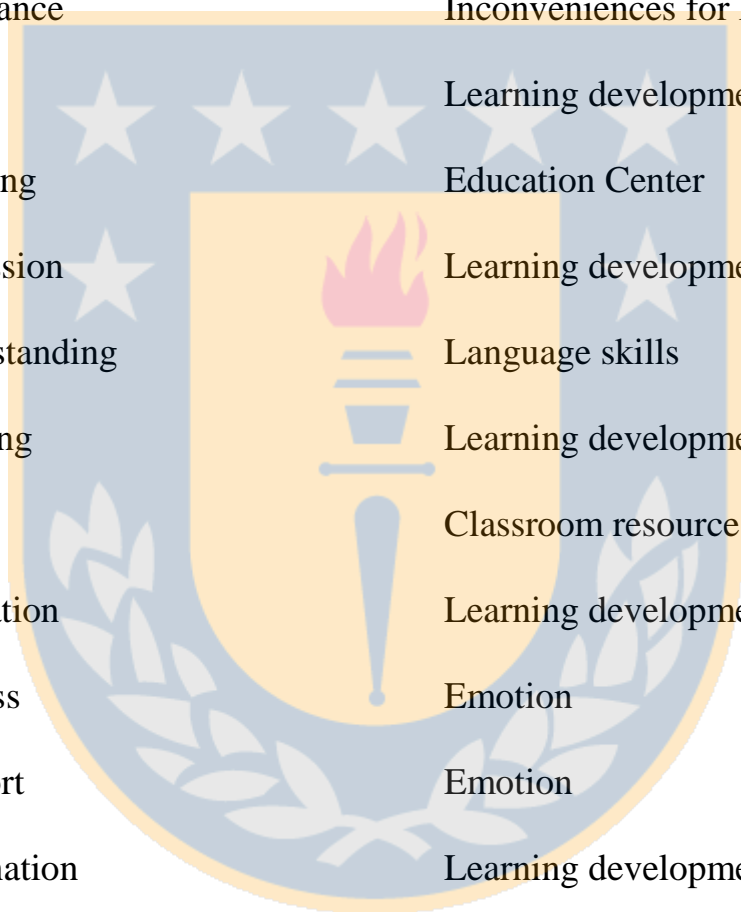 ance Inconveniences for
Learning developme
ng Education Center
sion Learning developme
standing Language skills
ng Learning developme
Classroom resource
ation Learning developme
ss Emotion
rt Emotion
nation Learning developme